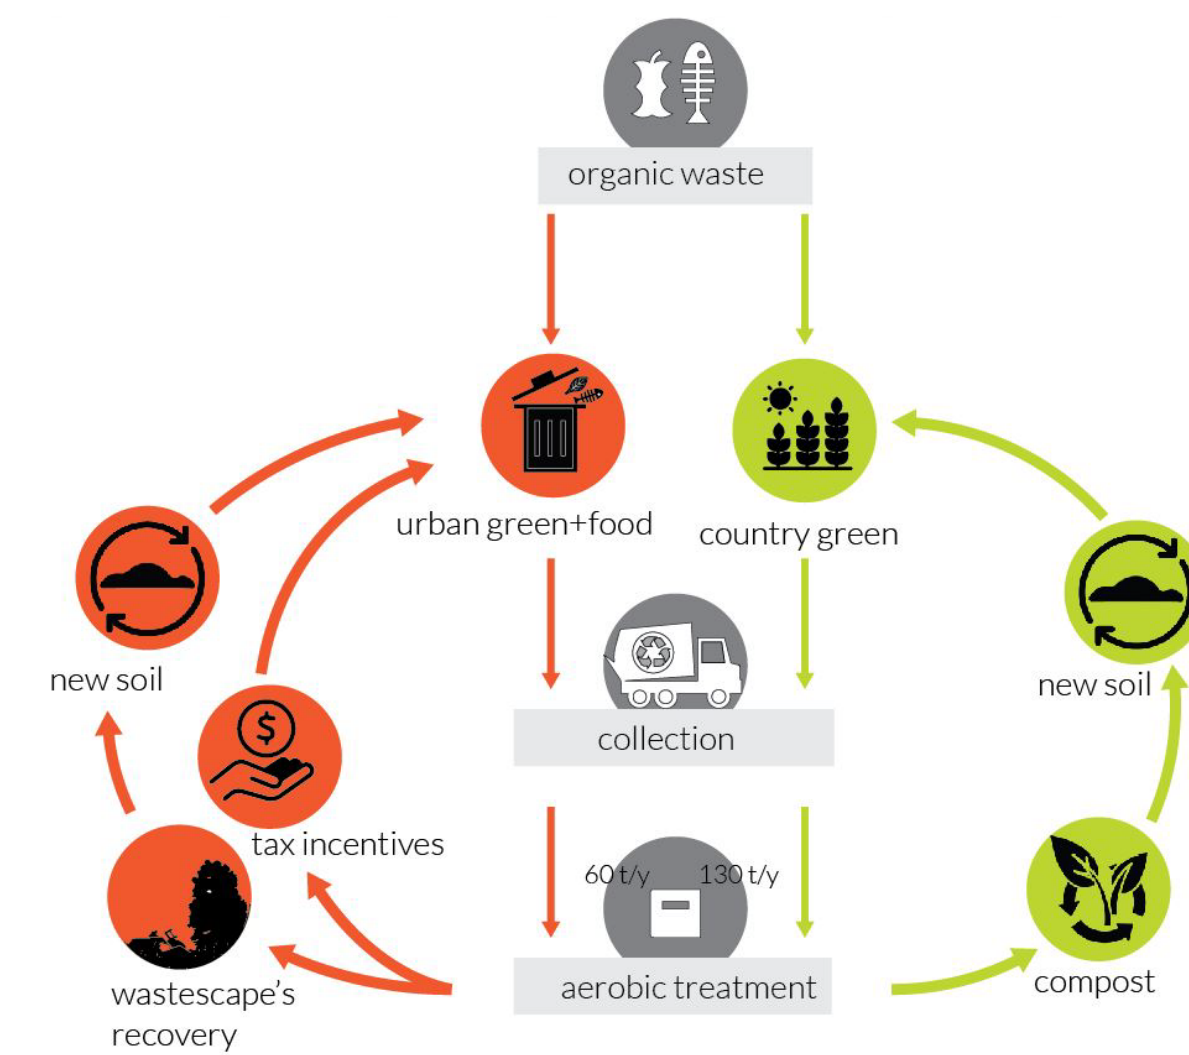 organic waste
urban green+food
country green
new soil
new soil
collection
tax incentives
60 t/y
130 t/y
aerobic treatment
compost
wastescape's
recovery
$